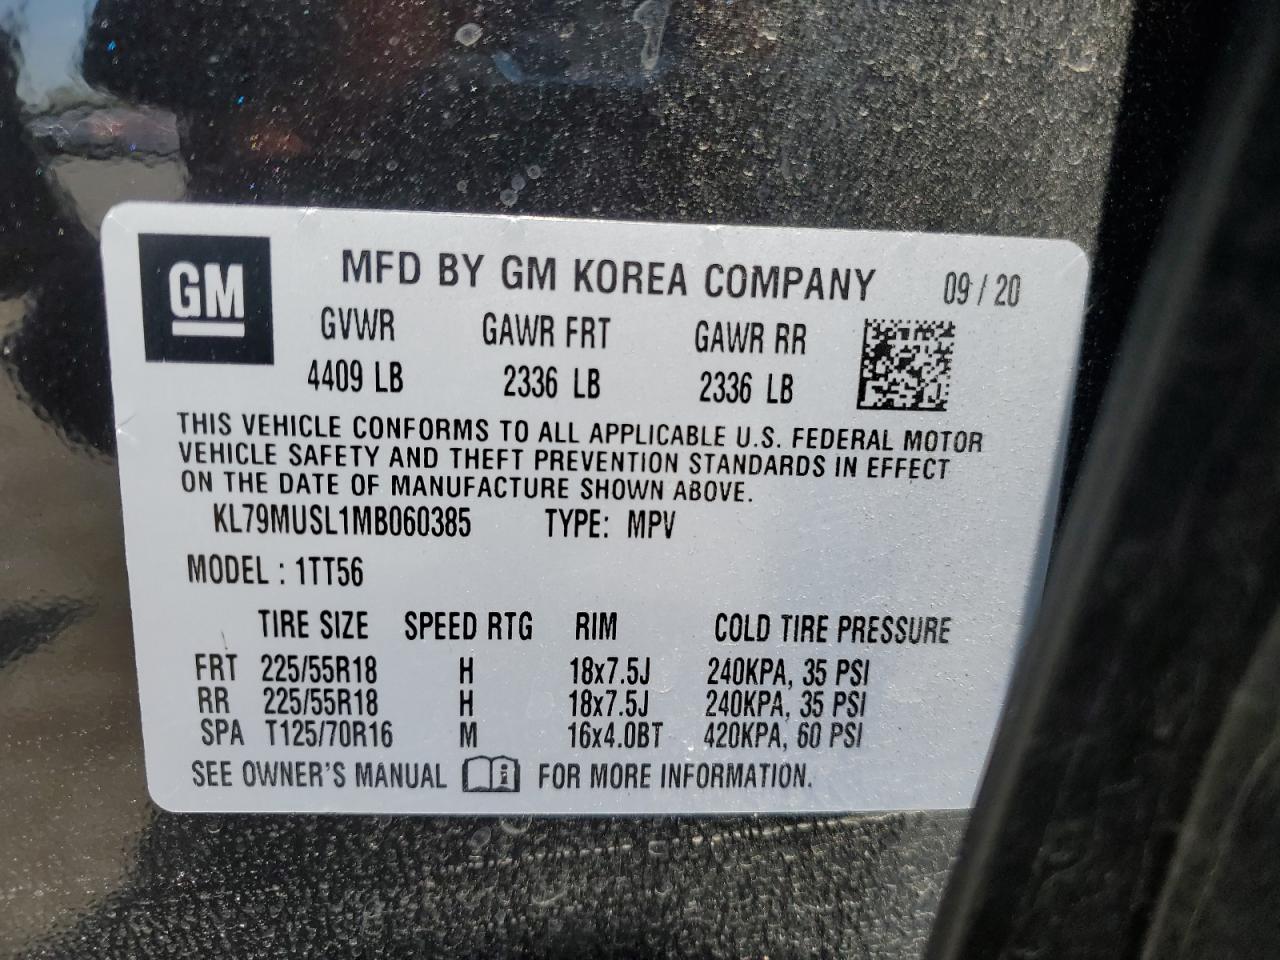 GM
MFD BY GM KOREA COMPANY 09 / 20
GVWR GAWR FRT GAWR RR
4409 LB 2336 LB 2336 LB
THIS VEHICLE CONFORMS TO ALL APPLICABLE U.S. FEDERAL MOTOR
VEHICLE SAFETY AND THEFT PREVENTION STANDARDS IN EFFECT
ON THE DATE OF MANUFACTURE SHOWN ABOVE.
KL79MUSL1MB060385 TYPE: MPV
MODEL : 1TT56
TIRE SIZE SPEED RTG RIM COLD TIRE PRESSURE
FRT 225/55R18 H 18x7.5J 240KPA, 35 PSI
RR 225/55R18 H 18x7.5J 240KPA, 35 PSI
SPA T125/70R16 M 16x4.0BT 420KPA, 60 PSI
SEE OWNER'S MANUAL FOR MORE INFORMATION.